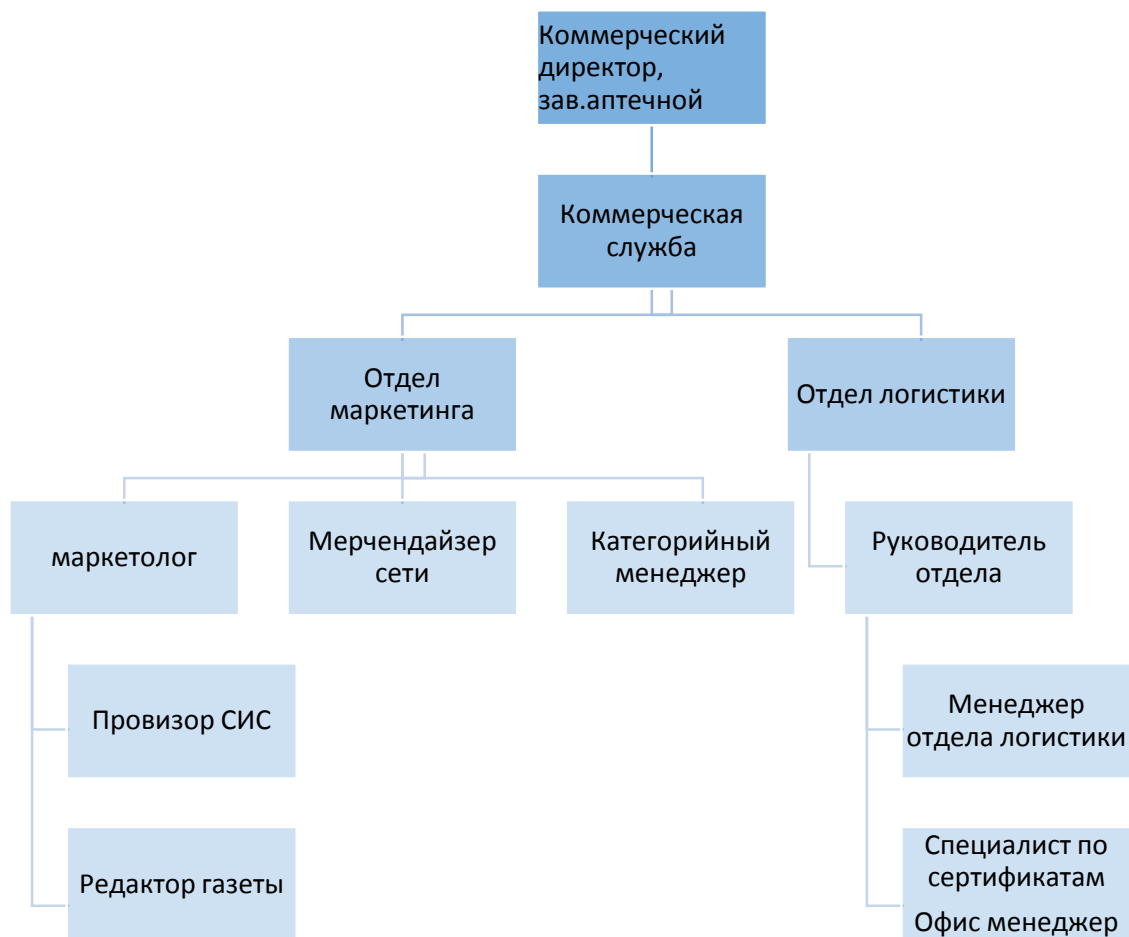 Коммерческий
директор,
зав.аптечной
Коммерческая
служба
Отдел
маркетинга
Отдел логистики
маркетолог
Мерчендайзер
сети
Категорийный
менеджер
Руководитель
отдела
Провизор СИС
Менеджер
отдела логистики
Редактор газеты
Специалист по
сертификатам
Офис менеджер